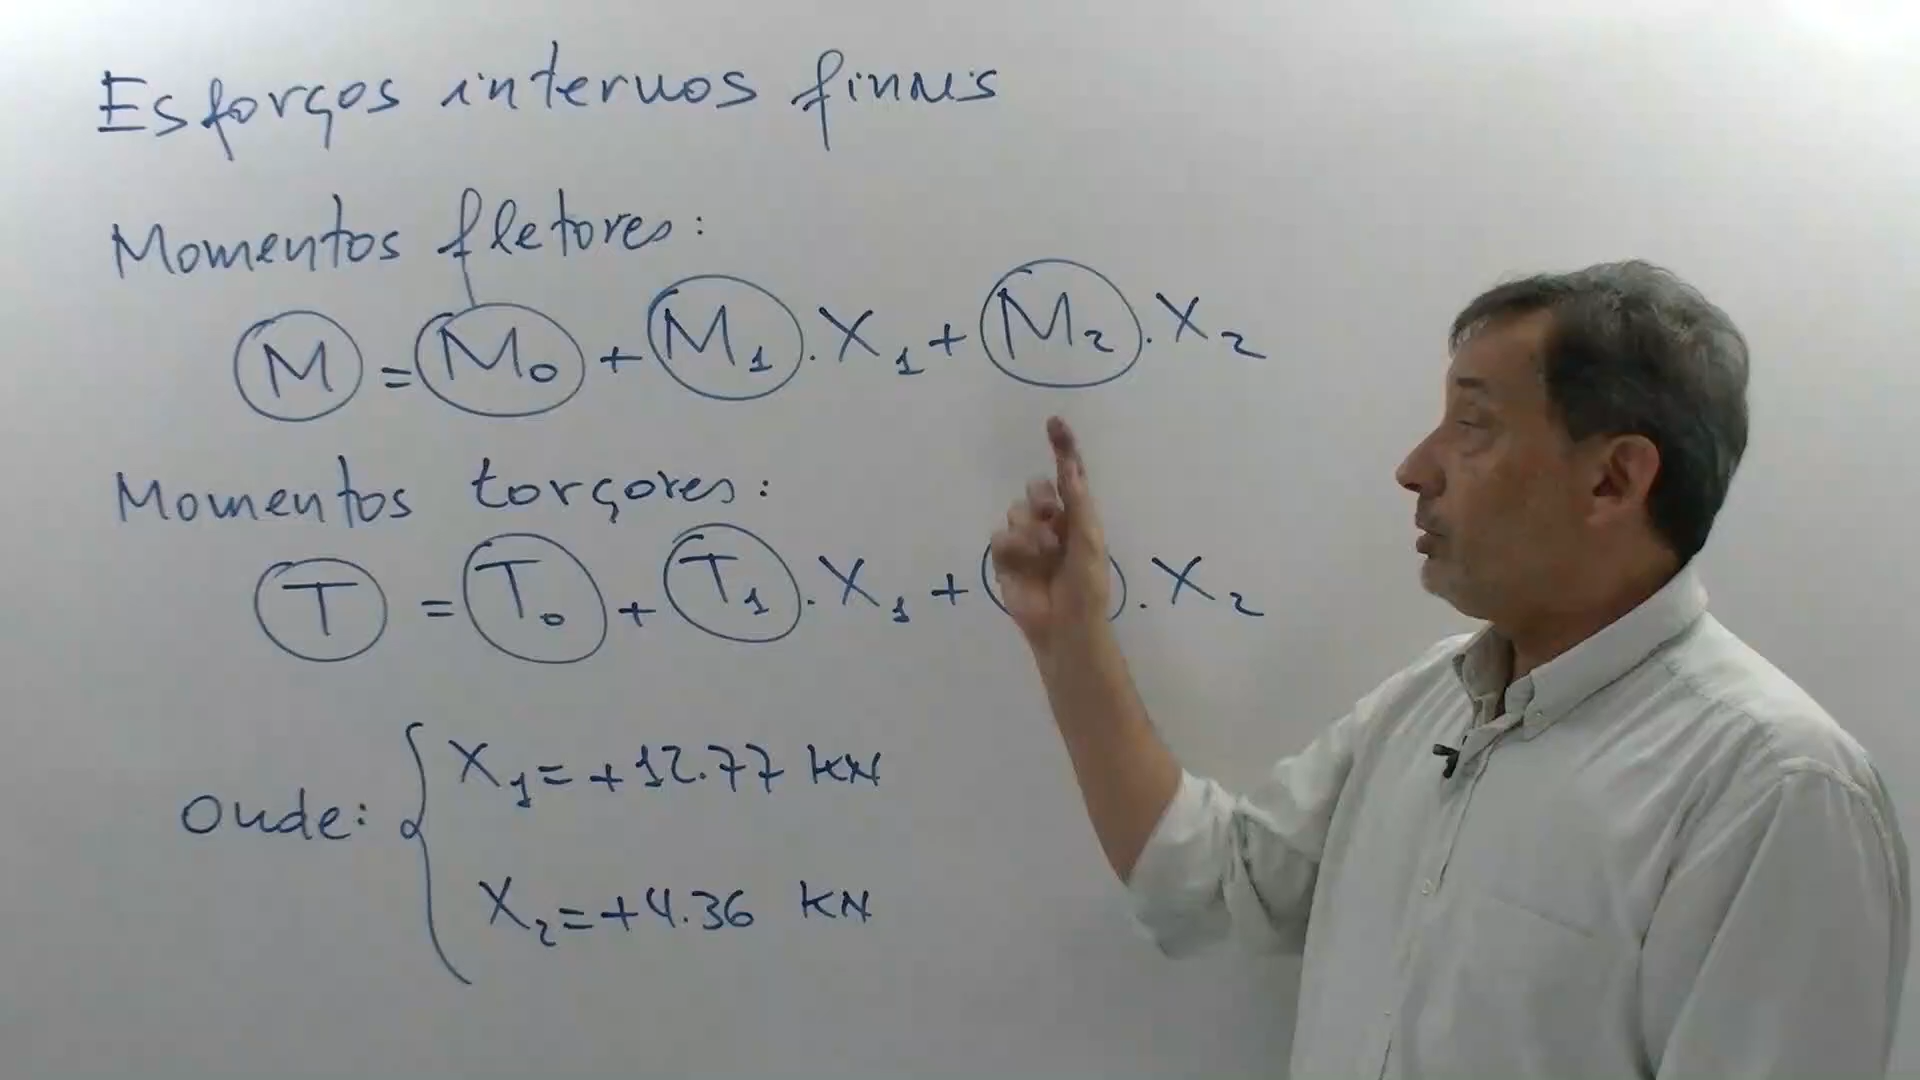 Esforços internos finais
Momentos fletores:
M = M₀ + M₁ . X₁ + M₂ . X₂
Momentos torçores:
T = T₀ + T₁ . X₁ + . X₂
Onde: { X₁ = +12.77 kN
X₂ = +4.36 kN